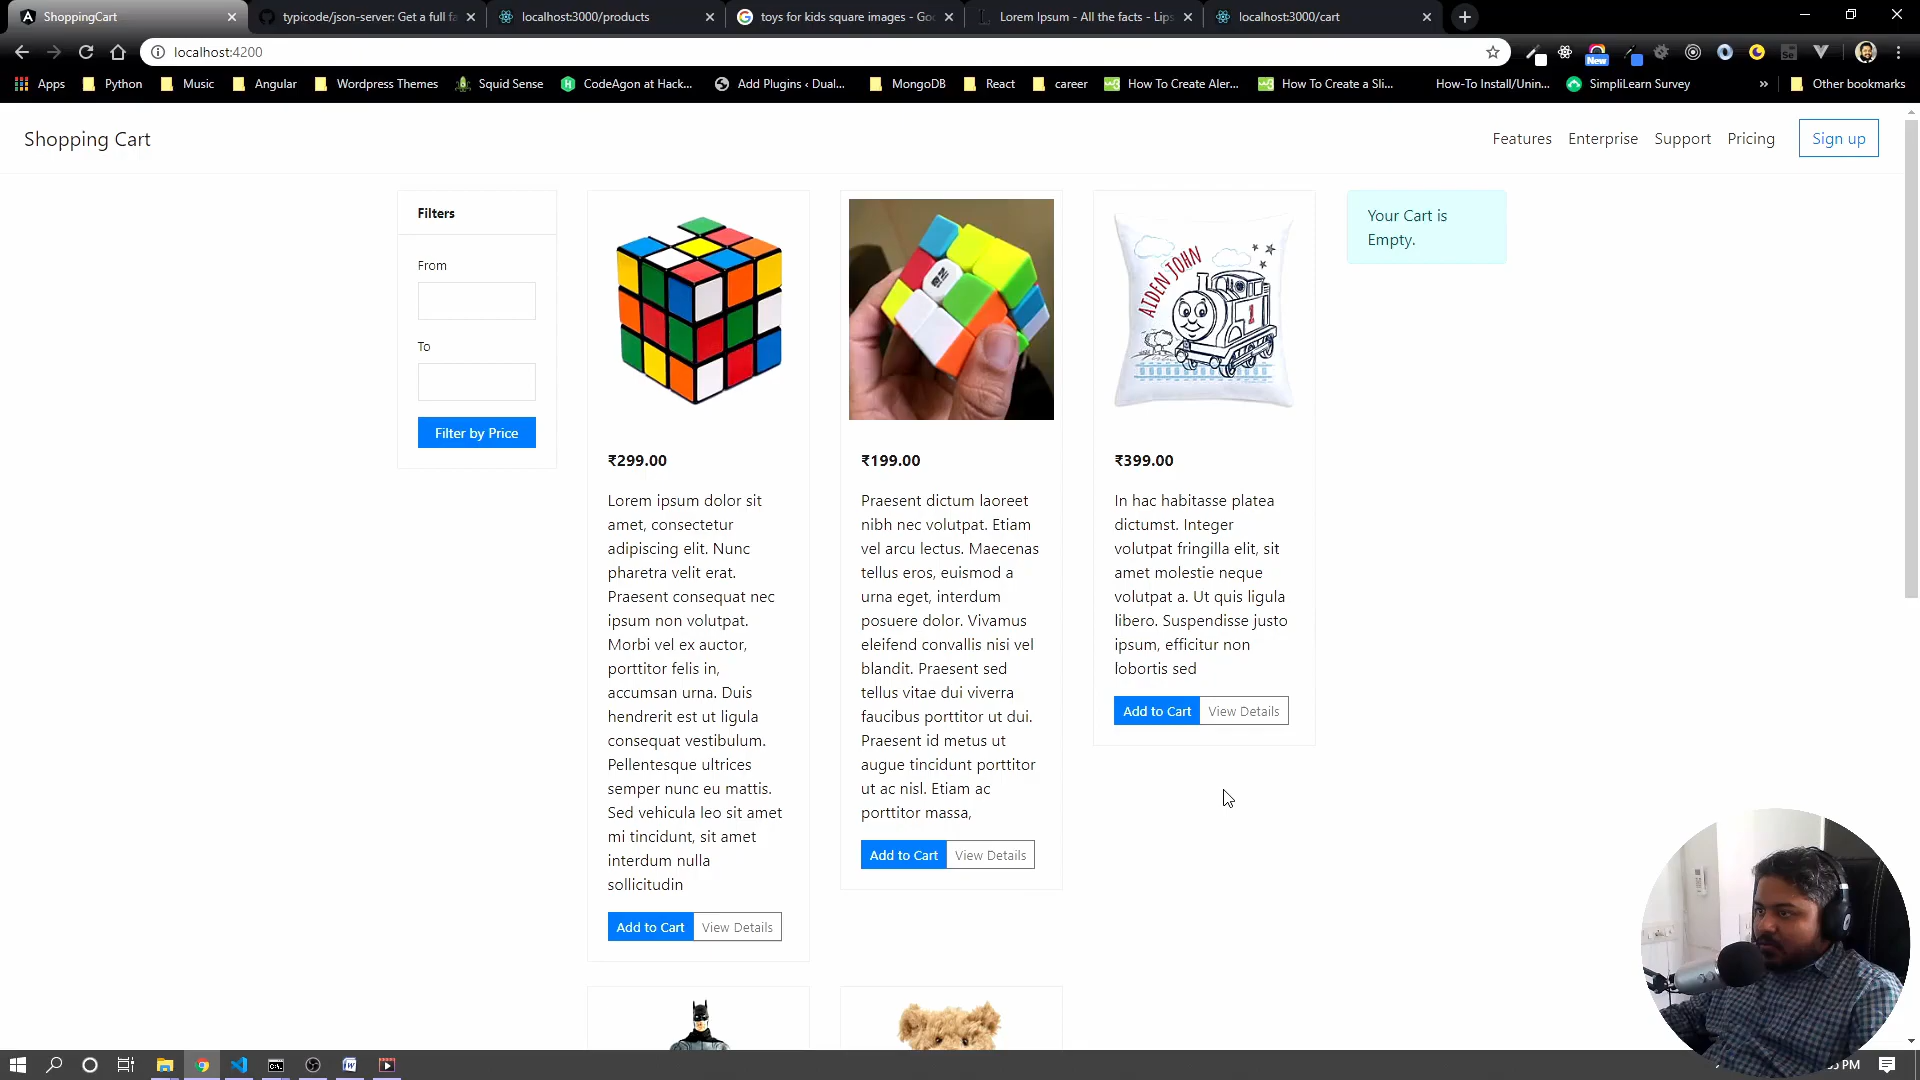 ShoppingCart
typicode/json-server: Get a full fa
localhost:3000/products
toys for kids square images - Goo
Lorem Ipsum - All the facts - Lips
localhost:3000/cart
localhost:4200
New
Apps
Python
Music
Angular
Wordpress Themes
Squid Sense
CodeAgon at Hack...
Add Plugins ‹ Dual...
MongoDB
React
career
How To Create Aler...
How To Create a Sli...
How-To Install/Unin...
SimpliLearn Survey
»
Other bookmarks
Shopping Cart
Features
Enterprise
Support
Pricing
Sign up
Filters
From
To
Filter by Price
₹299.00
Lorem ipsum dolor sit
amet, consectetur
adipiscing elit. Nunc
pharetra velit erat.
Praesent consequat nec
ipsum non volutpat.
Morbi vel ex auctor,
porttitor felis in,
accumsan urna. Duis
hendrerit est ut ligula
consequat vestibulum.
Pellentesque ultrices
semper nunc eu mattis.
Sed vehicula leo sit amet
mi tincidunt, sit amet
interdum nulla
sollicitudin
Add to Cart
View Details
₹199.00
Praesent dictum laoreet
nibh nec volutpat. Etiam
vel arcu lectus. Maecenas
tellus eros, euismod a
urna eget, interdum
posuere dolor. Vivamus
eleifend convallis nisi vel
blandit. Praesent sed
tellus vitae dui viverra
faucibus porttitor ut dui.
Praesent id metus ut
augue tincidunt porttitor
ut ac nisl. Etiam ac
porttitor massa,
Add to Cart
View Details
AIDEN JOHN
1
₹399.00
In hac habitasse platea
dictumst. Integer
volutpat fringilla elit, sit
amet molestie neque
volutpat a. Ut quis ligula
libero. Suspendisse justo
ipsum, efficitur non
lobortis sed
Add to Cart
View Details
Your Cart is
Empty.
PM